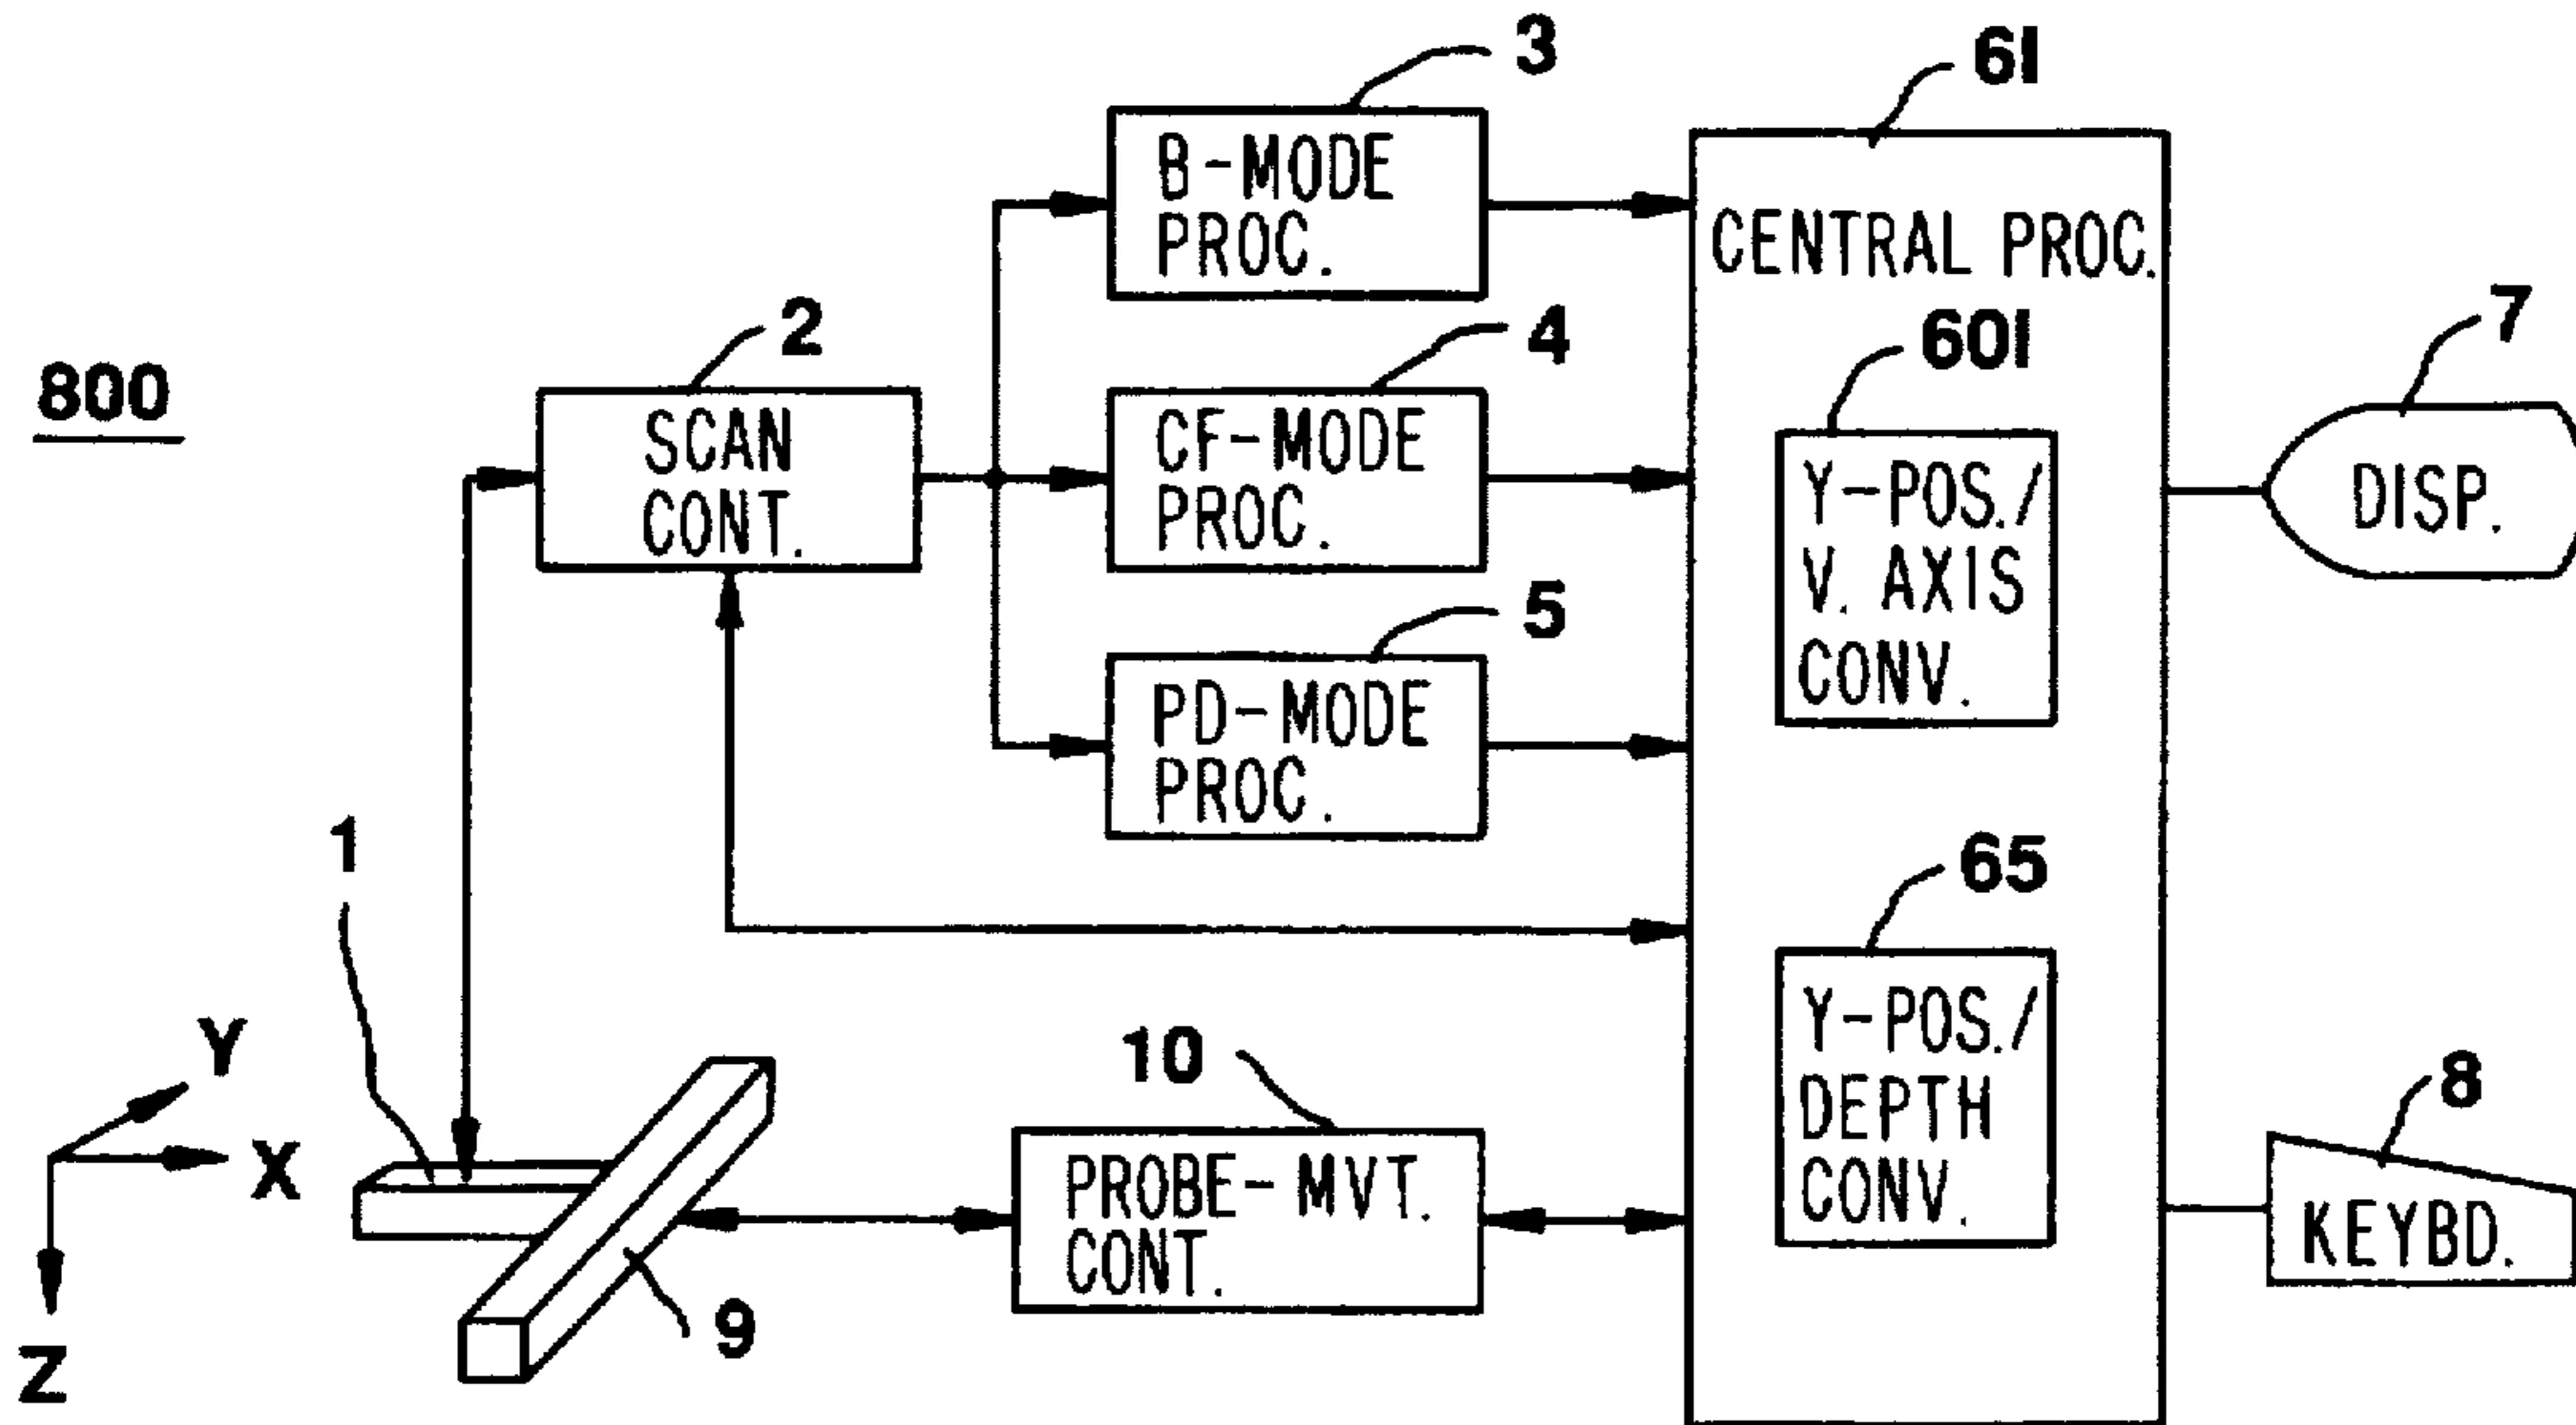 800
2
SCAN
CONT.
3
B-MODE
PROC.
4
CF-MODE
PROC.
5
PD-MODE
PROC.
61
CENTRAL PROC.
601
Y-POS./
V. AXIS
CONV.
65
Y-POS./
DEPTH
CONV.
7
DISP.
8
KEYBD.
1
Y
X
Z
9
10
PROBE-MVT.
CONT.